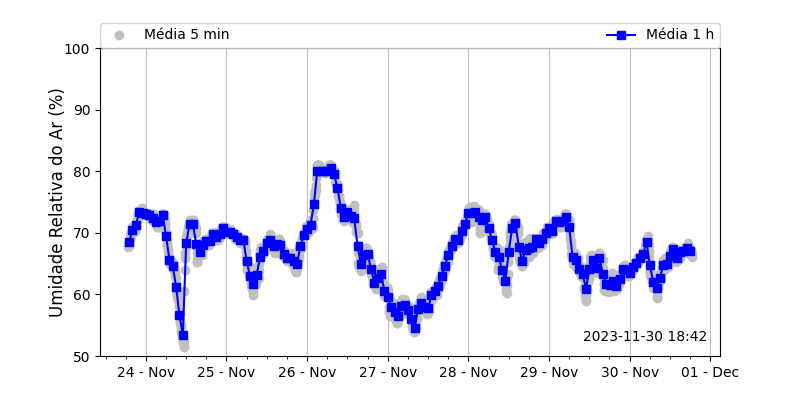 Média 5 min
Média 1 h
Umidade Relativa do Ar (%)
100
90
80
70
60
50
2023-11-30 18:42
24 - Nov
25 - Nov
26 - Nov
27 - Nov
28 - Nov
29 - Nov
30 - Nov
01 - Dec